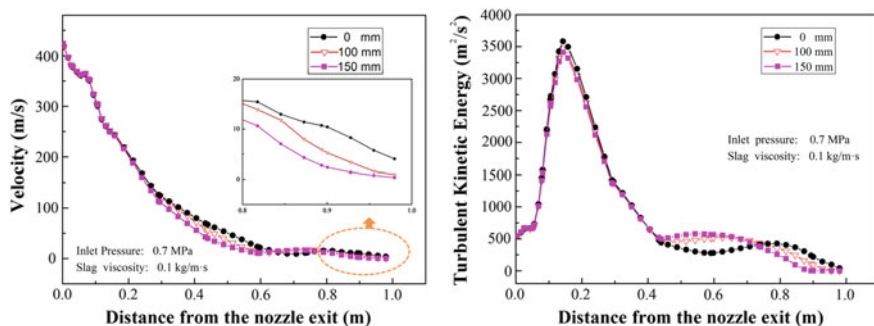 0 mm
100 mm
150 mm
400
350
300
250
200
150
100
50
0
Velocity (m/s)
20
10
0
0.8
0.9
1.0
Inlet Pressure: 0.7 MPa
Slag viscosity: 0.1 kg/m·s
0.0
0.2
0.4
0.6
0.8
1.0
Distance from the nozzle exit (m)
4000
3500
3000
2500
2000
1500
1000
500
0
Turbulent Kinetic Energy (m²/s²)
0 mm
100 mm
150 mm
Inlet pressure: 0.7 MPa
Slag viscosity: 0.1 kg/m·s
0.0
0.2
0.4
0.6
0.8
1.0
Distance from the nozzle exit (m)